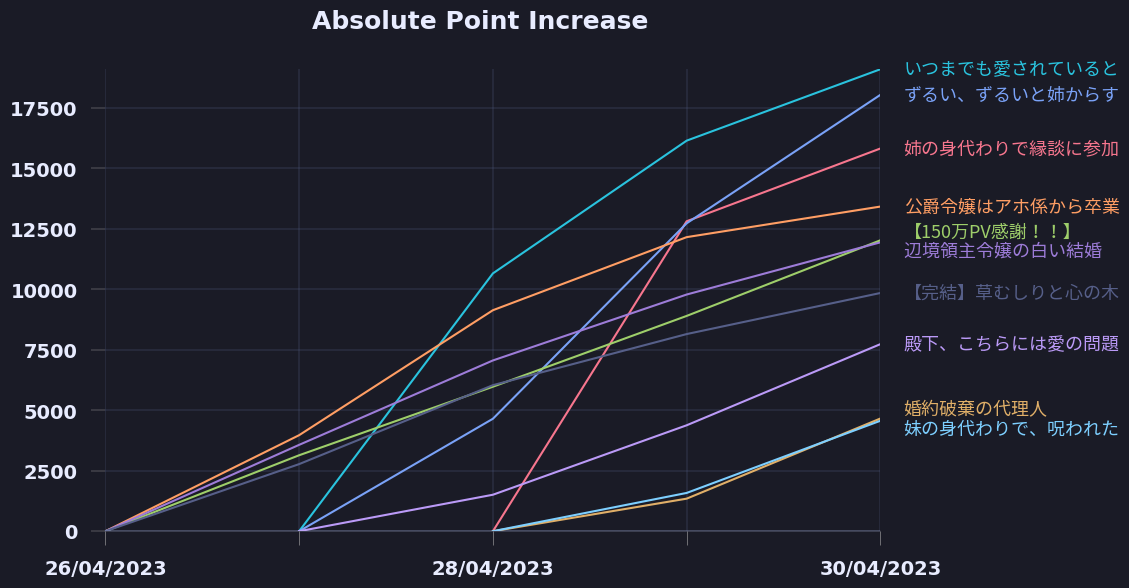 Absolute Point Increase
17500
15000
12500
10000
7500
5000
2500
0
26/04/2023
28/04/2023
30/04/2023
いつまでも愛されていると
ずるい、ずるいと姉からす
姉の身代わりで縁談に参加
公爵令嬢はアホ係から卒業
【150万PV感謝！！】
辺境領主令嬢の白い結婚
【完結】草むしりと心の木
殿下、こちらには愛の問題
婚約破棄の代理人
妹の身代わりで、呪われた